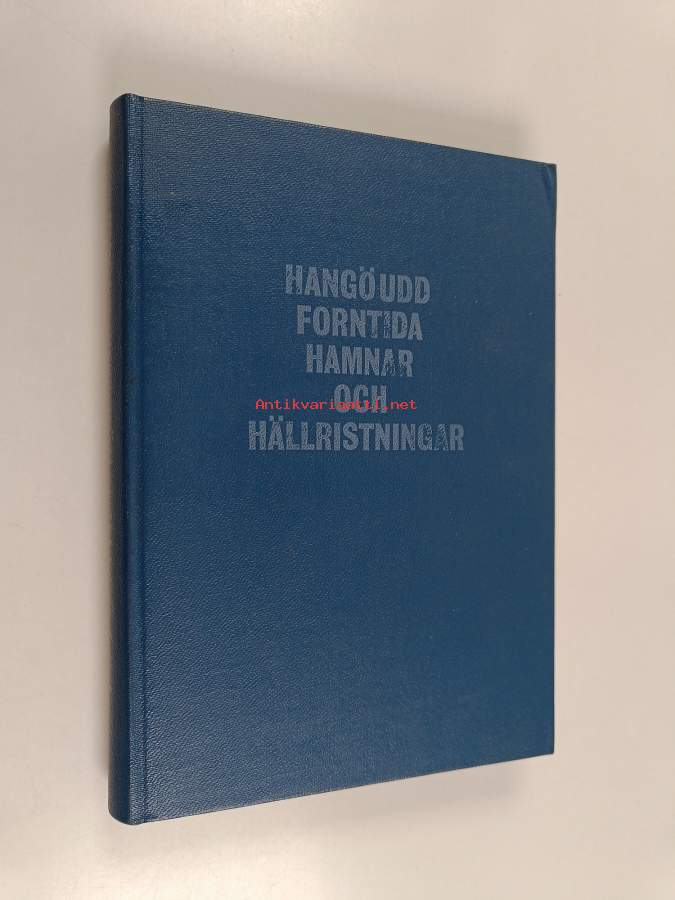 HANGÖ UDD
FORNTIDA
HAMNAR
OCH
Antikvariaatti.net
HÄLLRISTNINGAR